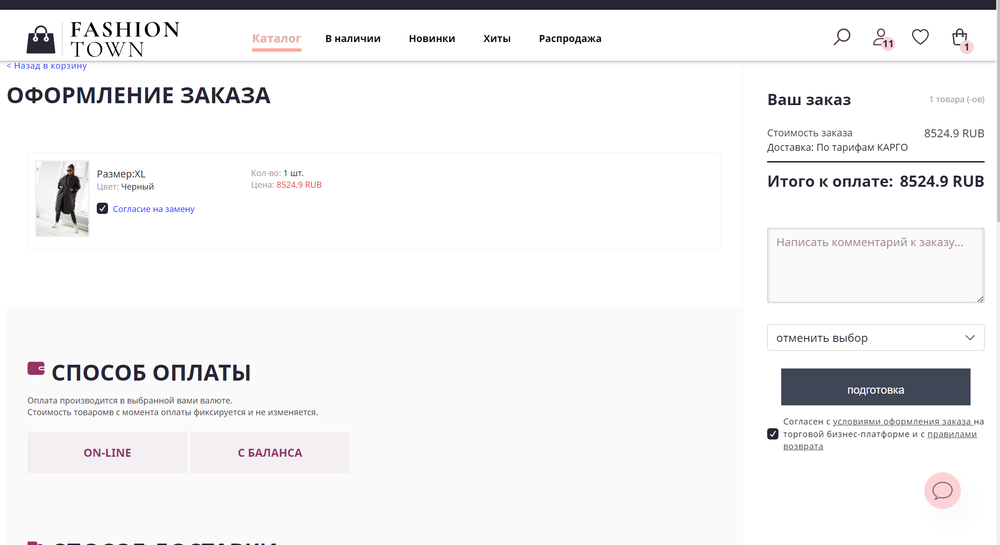 FASHION
TOWN
Каталог
В наличии
Новинки
Хиты
Распродажа
11
1
< Назад в корзину
ОФОРМЛЕНИЕ ЗАКАЗА
Размер:XL
Цвет: Черный
Согласие на замену
Кол-во: 1 шт.
Цена: 8524.9 RUB
СПОСОБ ОПЛАТЫ
Оплата производится в выбранной вами валюте.
Стоимость товаромв с момента оплаты фиксируется и не изменяется.
ON-LINE
С БАЛАНСА
СПОСОБ ДОСТАВКИ
Ваш заказ
1 товара (-ов)
Стоимость заказа
8524.9 RUB
Доставка: По тарифам КАРГО
Итого к оплате: 8524.9 RUB
Написать комментарий к заказу...
отменить выбор
подготовка
Согласен с условиями оформления заказа на
торговой бизнес-платформе и с правилами
возврата